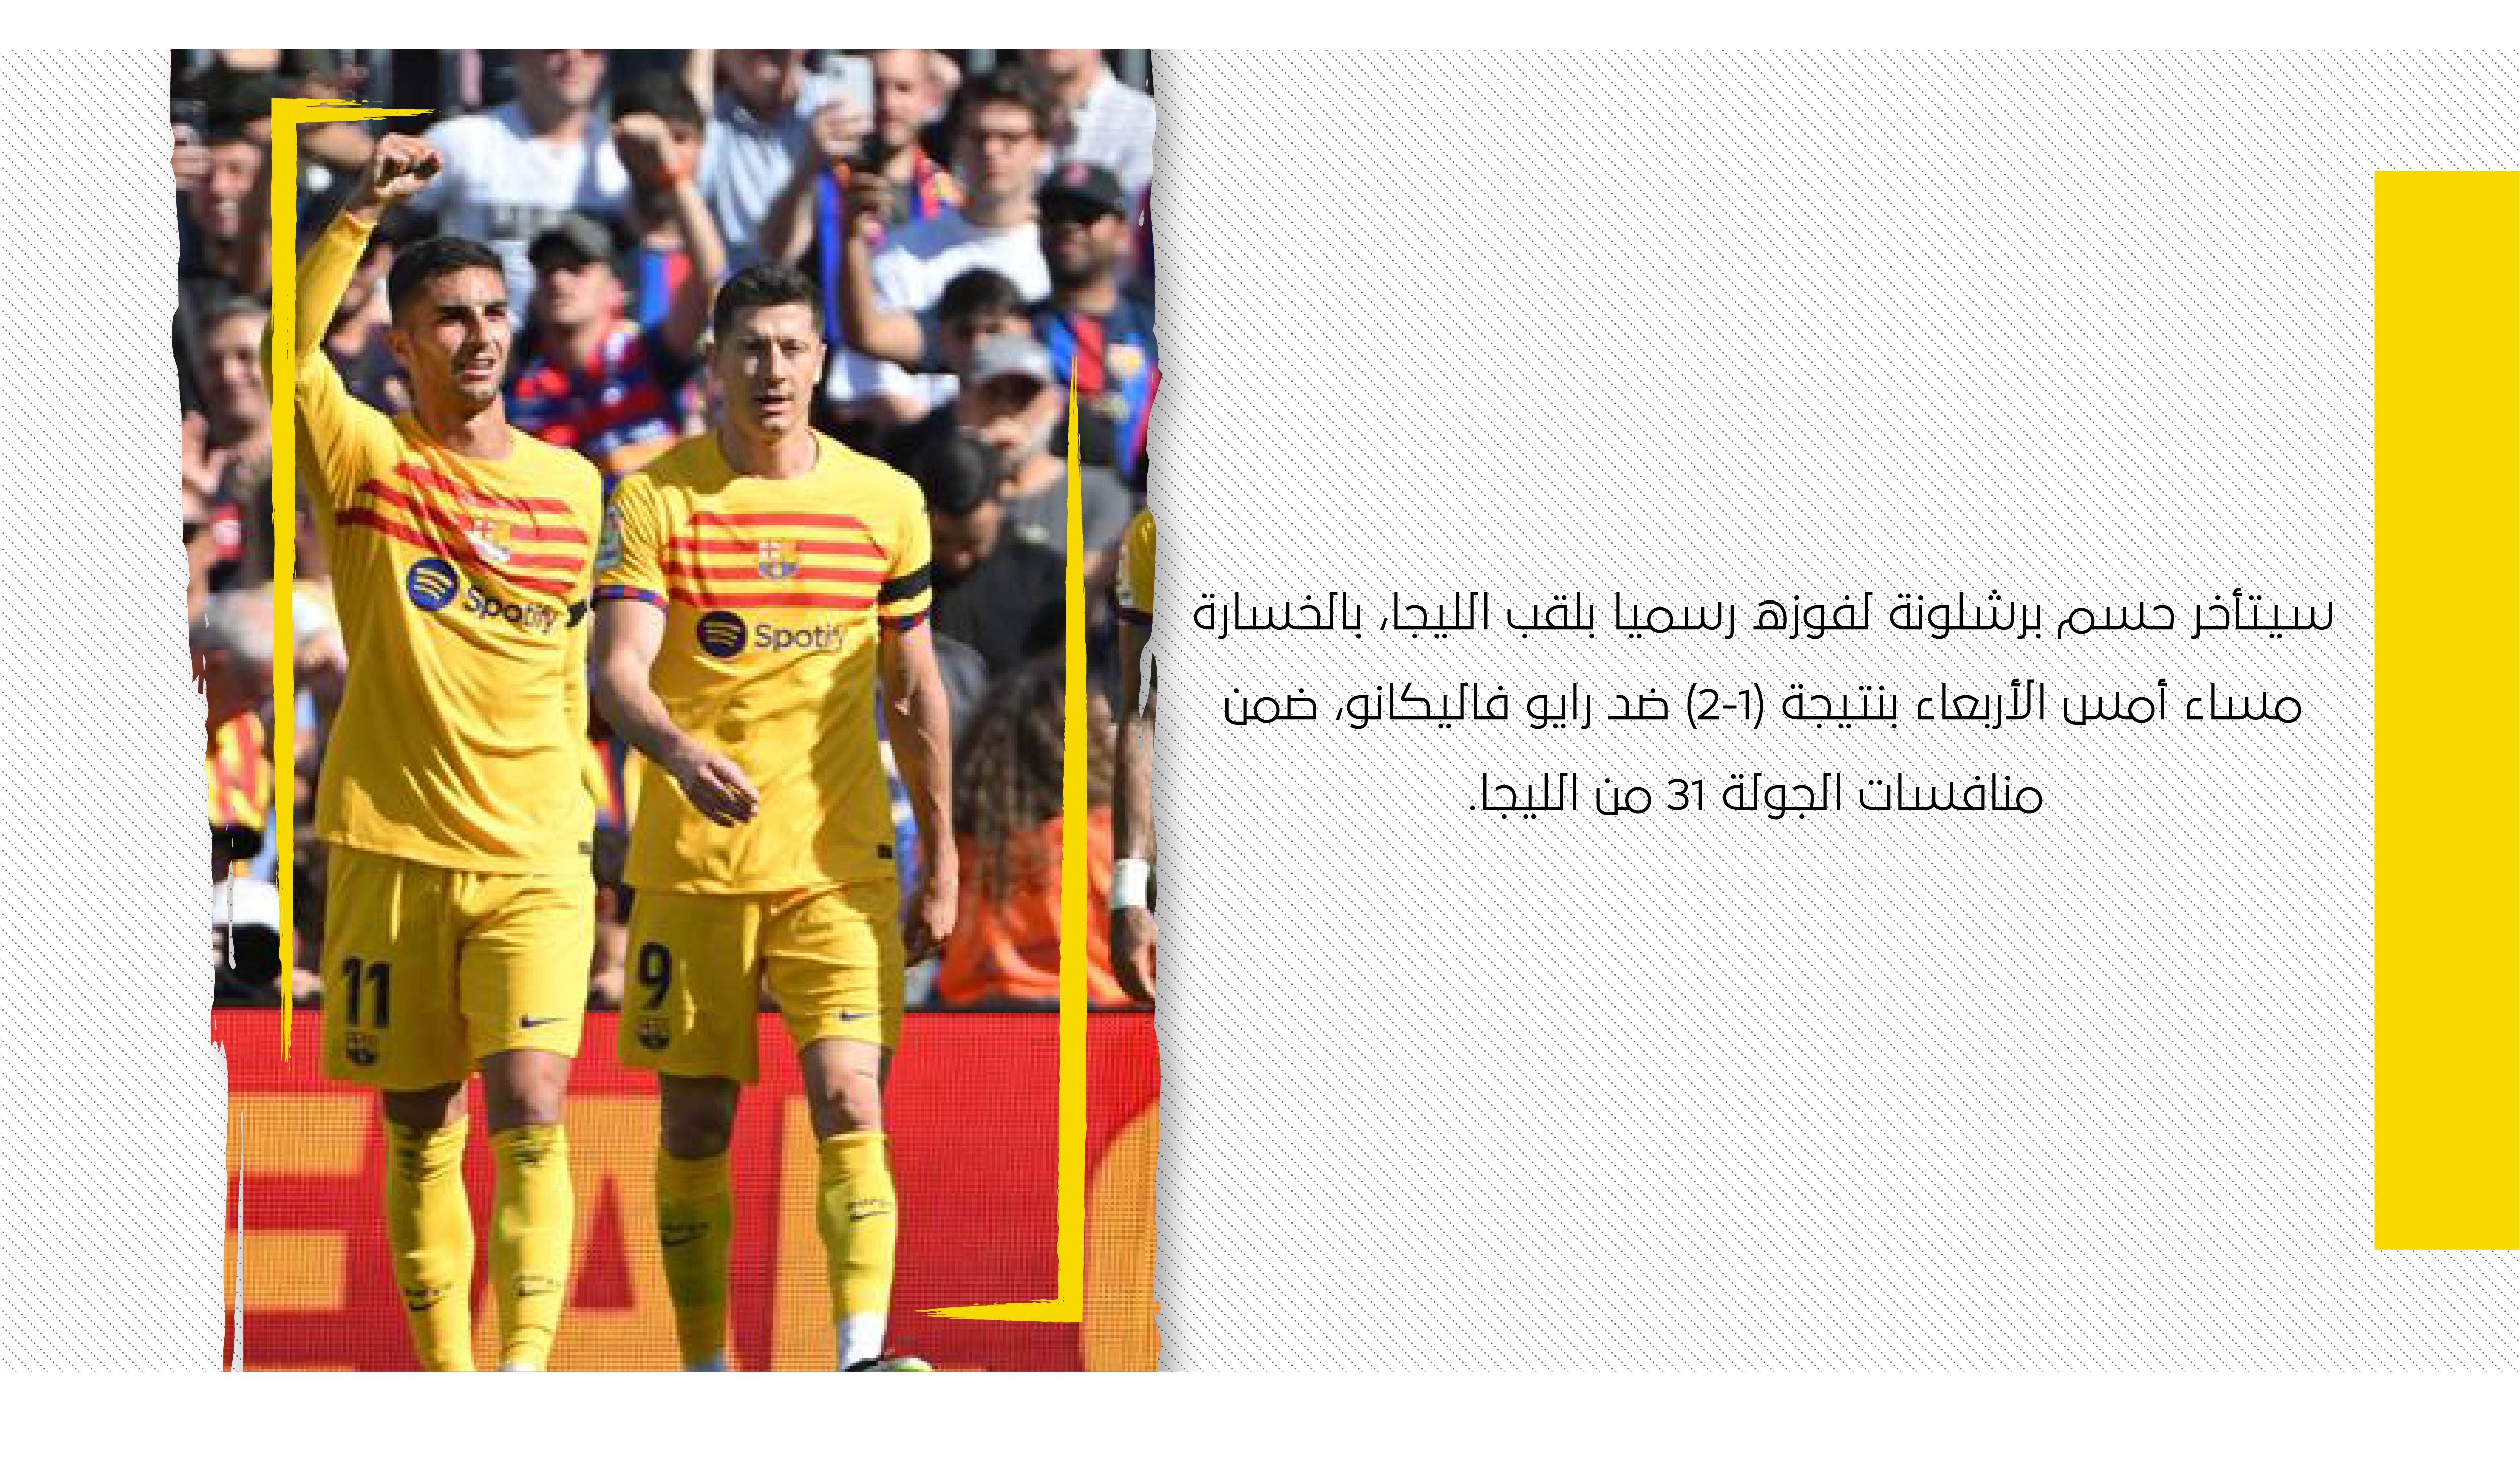 سيتأخر حسم برشلونة لفوزه رسميا بلقب الليجا، بالخسارة
مساء أمس الأربعاء بنتيجة (1-2) ضد رايو فاليكانو، ضمن
منافسات الجولة 31 من الليجا.
Spotify
Spotify
11
9